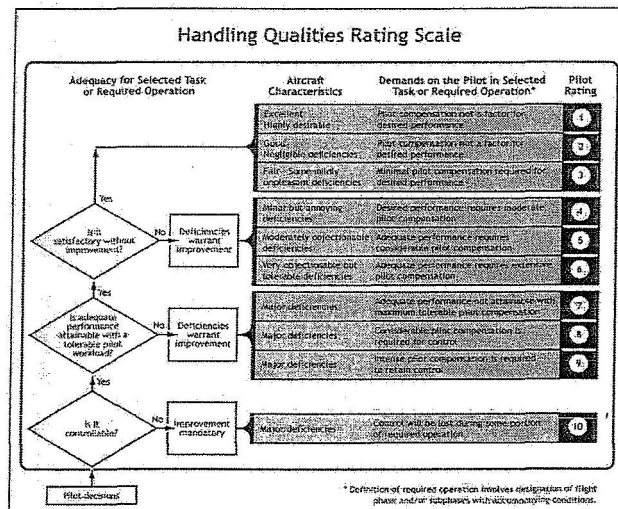 Handling Qualities Rating Scale
Adequacy for Selected Task
or Required Operation
Aircraft
Characteristics
Demands on the Pilot in Selected
Task or Required Operation*
Pilot
Rating
Excellent
Highly desirable
Pilot compensation not a factor for
desired performance
1
Good
Negligible deficiencies
Pilot compensation not a factor for
desired performance
2
Fair - Some mildly
unpleasant deficiencies
Minimal pilot compensation required for
desired performance
3
Yes
Is it
satisfactory without
improvement?
No
Deficiencies
warrant
improvement
Minor but annoying
deficiencies
Desired performance requires moderate
pilot compensation
4
Moderately objectionable
deficiencies
Adequate performance requires
considerable pilot compensation
5
Very objectionable but
tolerable deficiencies
Adequate performance requires extensive
pilot compensation
6
Yes
Is adequate
performance
attainable with a
tolerable pilot
workload?
No
Deficiencies
warrant
improvement
Major deficiencies
Adequate performance not attainable with
maximum tolerable pilot compensation
7
Major deficiencies
Considerable pilot compensation is
required for control
8
Major deficiencies
Intense pilot compensation is required
to retain control
9
Yes
Is it
controllable?
No
Improvement
mandatory
Major deficiencies
Control will be lost during some portion
of required operation
10
Pilot decisions
* Definition of required operation involves designation of flight
phase and/or subphases with accompanying conditions.